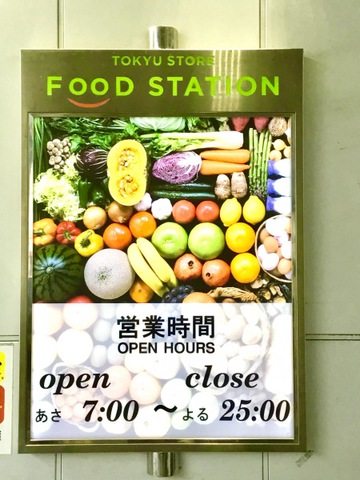 TOKYU STORE
FOOD STATION
営業時間
OPEN HOURS
open close
あさ 7:00 〜 よる 25:00